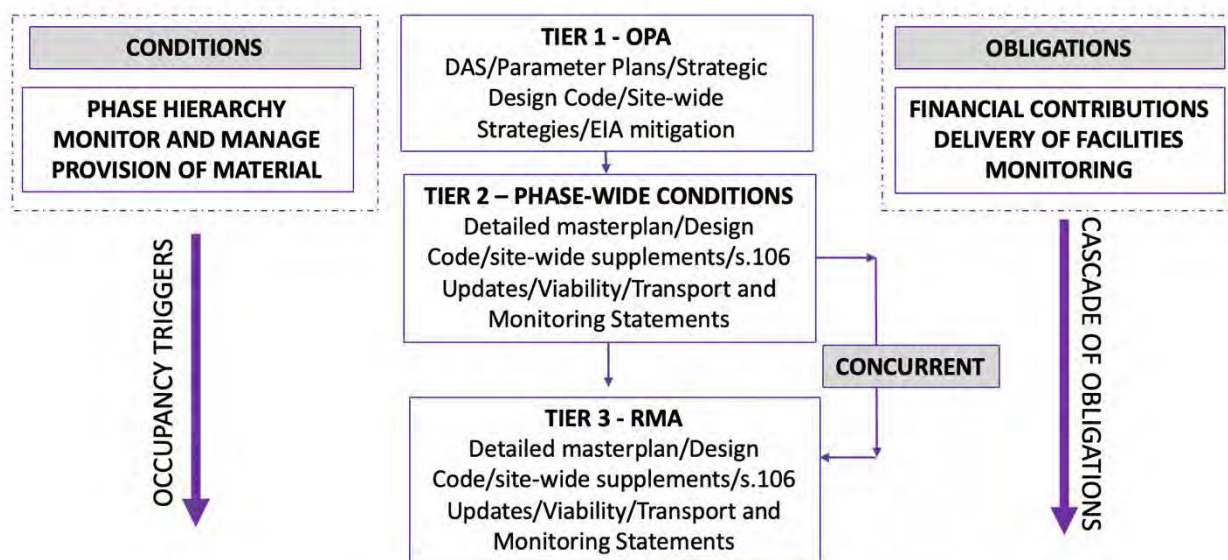 CONDITIONS
PHASE HIERARCHY
MONITOR AND MANAGE
PROVISION OF MATERIAL
OCCUPANCY TRIGGERS
TIER 1 - OPA
DAS/Parameter Plans/Strategic
Design Code/Site-wide
Strategies/EIA mitigation
TIER 2 – PHASE-WIDE CONDITIONS
Detailed masterplan/Design
Code/site-wide supplements/s.106
Updates/Viability/Transport and
Monitoring Statements
CONCURRENT
TIER 3 - RMA
Detailed masterplan/Design
Code/site-wide supplements/s.106
Updates/Viability/Transport and
Monitoring Statements
OBLIGATIONS
FINANCIAL CONTRIBUTIONS
DELIVERY OF FACILITIES
MONITORING
CASCADE OF OBLIGATIONS